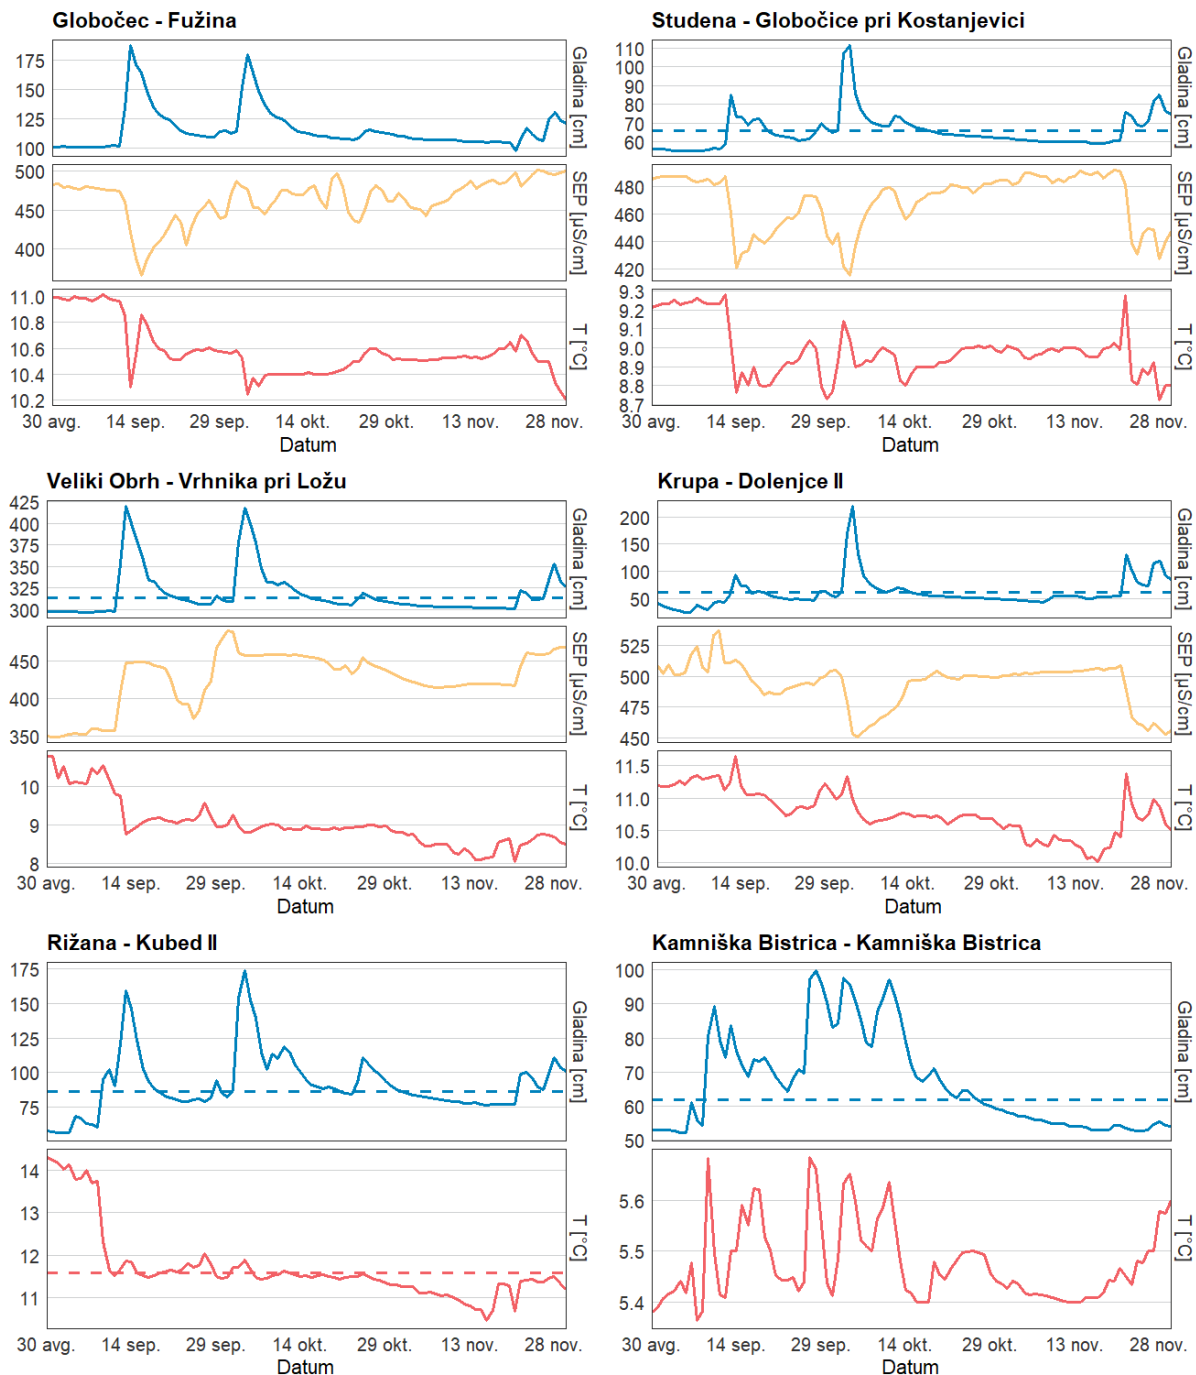 Globočec - Fužina
175
150
125
100
Gladina [cm]
500
450
400
SEP [µS/cm]
11.0
10.8
10.6
10.4
10.2
T [°C]
30 avg. 14 sep. 29 sep. 14 okt. 29 okt. 13 nov. 28 nov.
Datum
Studena - Globočice pri Kostanjevici
110
100
90
80
70
60
Gladina [cm]
480
460
440
420
SEP [µS/cm]
9.3
9.2
9.1
9.0
8.9
8.8
8.7
T [°C]
30 avg. 14 sep. 29 sep. 14 okt. 29 okt. 13 nov. 28 nov.
Datum
Veliki Obrh - Vrhnika pri Ložu
425
400
375
350
325
300
Gladina [cm]
450
400
350
SEP [µS/cm]
10
9
8
T [°C]
30 avg. 14 sep. 29 sep. 14 okt. 29 okt. 13 nov. 28 nov.
Datum
Krupa - Dolenjce II
200
150
100
50
Gladina [cm]
525
500
475
450
SEP [µS/cm]
11.5
11.0
10.5
10.0
T [°C]
30 avg. 14 sep. 29 sep. 14 okt. 29 okt. 13 nov. 28 nov.
Datum
Rižana - Kubed II
175
150
125
100
75
Gladina [cm]
14
13
12
11
T [°C]
30 avg. 14 sep. 29 sep. 14 okt. 29 okt. 13 nov. 28 nov.
Datum
Kamniška Bistrica - Kamniška Bistrica
100
90
80
70
60
50
Gladina [cm]
5.6
5.5
5.4
T [°C]
30 avg. 14 sep. 29 sep. 14 okt. 29 okt. 13 nov. 28 nov.
Datum